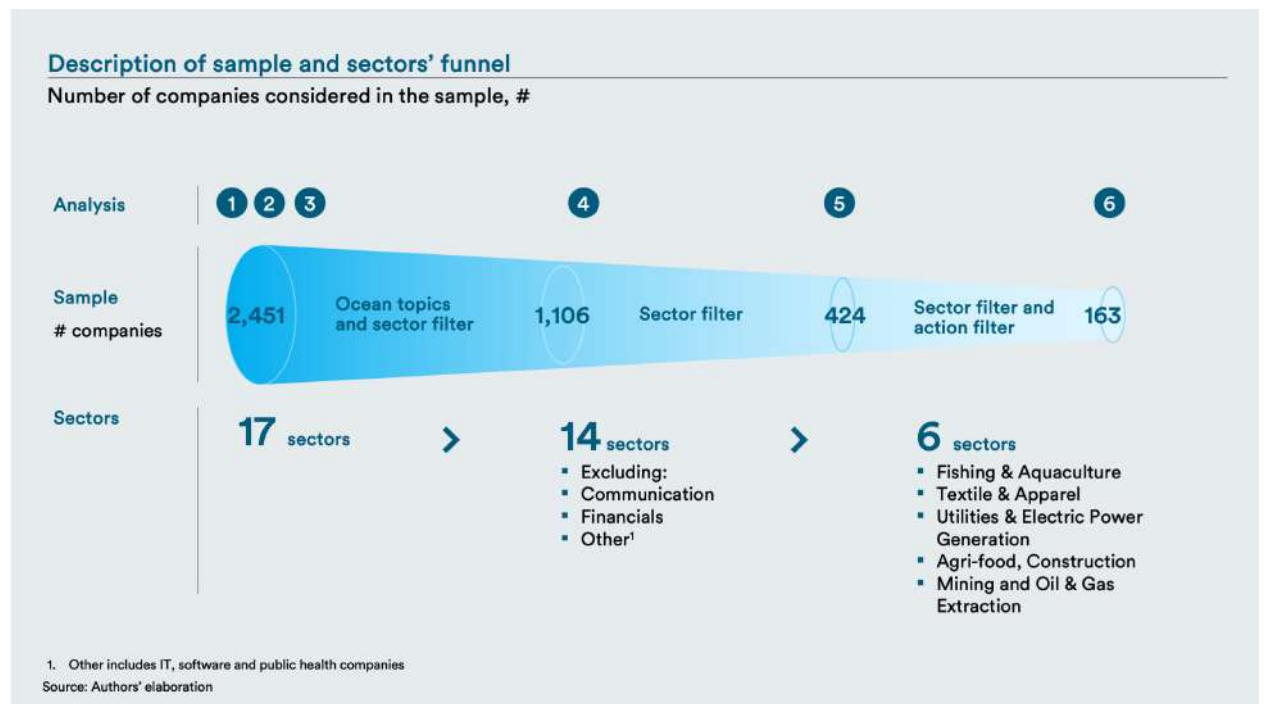 Description of sample and sectors' funnel
Number of companies considered in the sample, #
Analysis
1 2 3 4 5 6
Sample
# companies
2,451
Ocean topics
and sector filter
1,106
Sector filter
424
Sector filter and
action filter
163
Sectors
17 sectors
>
14 sectors
▪ Excluding:
▪ Communication
▪ Financials
▪ Other¹
>
6 sectors
▪ Fishing & Aquaculture
▪ Textile & Apparel
▪ Utilities & Electric Power
Generation
▪ Agri-food, Construction
▪ Mining and Oil & Gas
Extraction
1. Other includes IT, software and public health companies
Source: Authors' elaboration